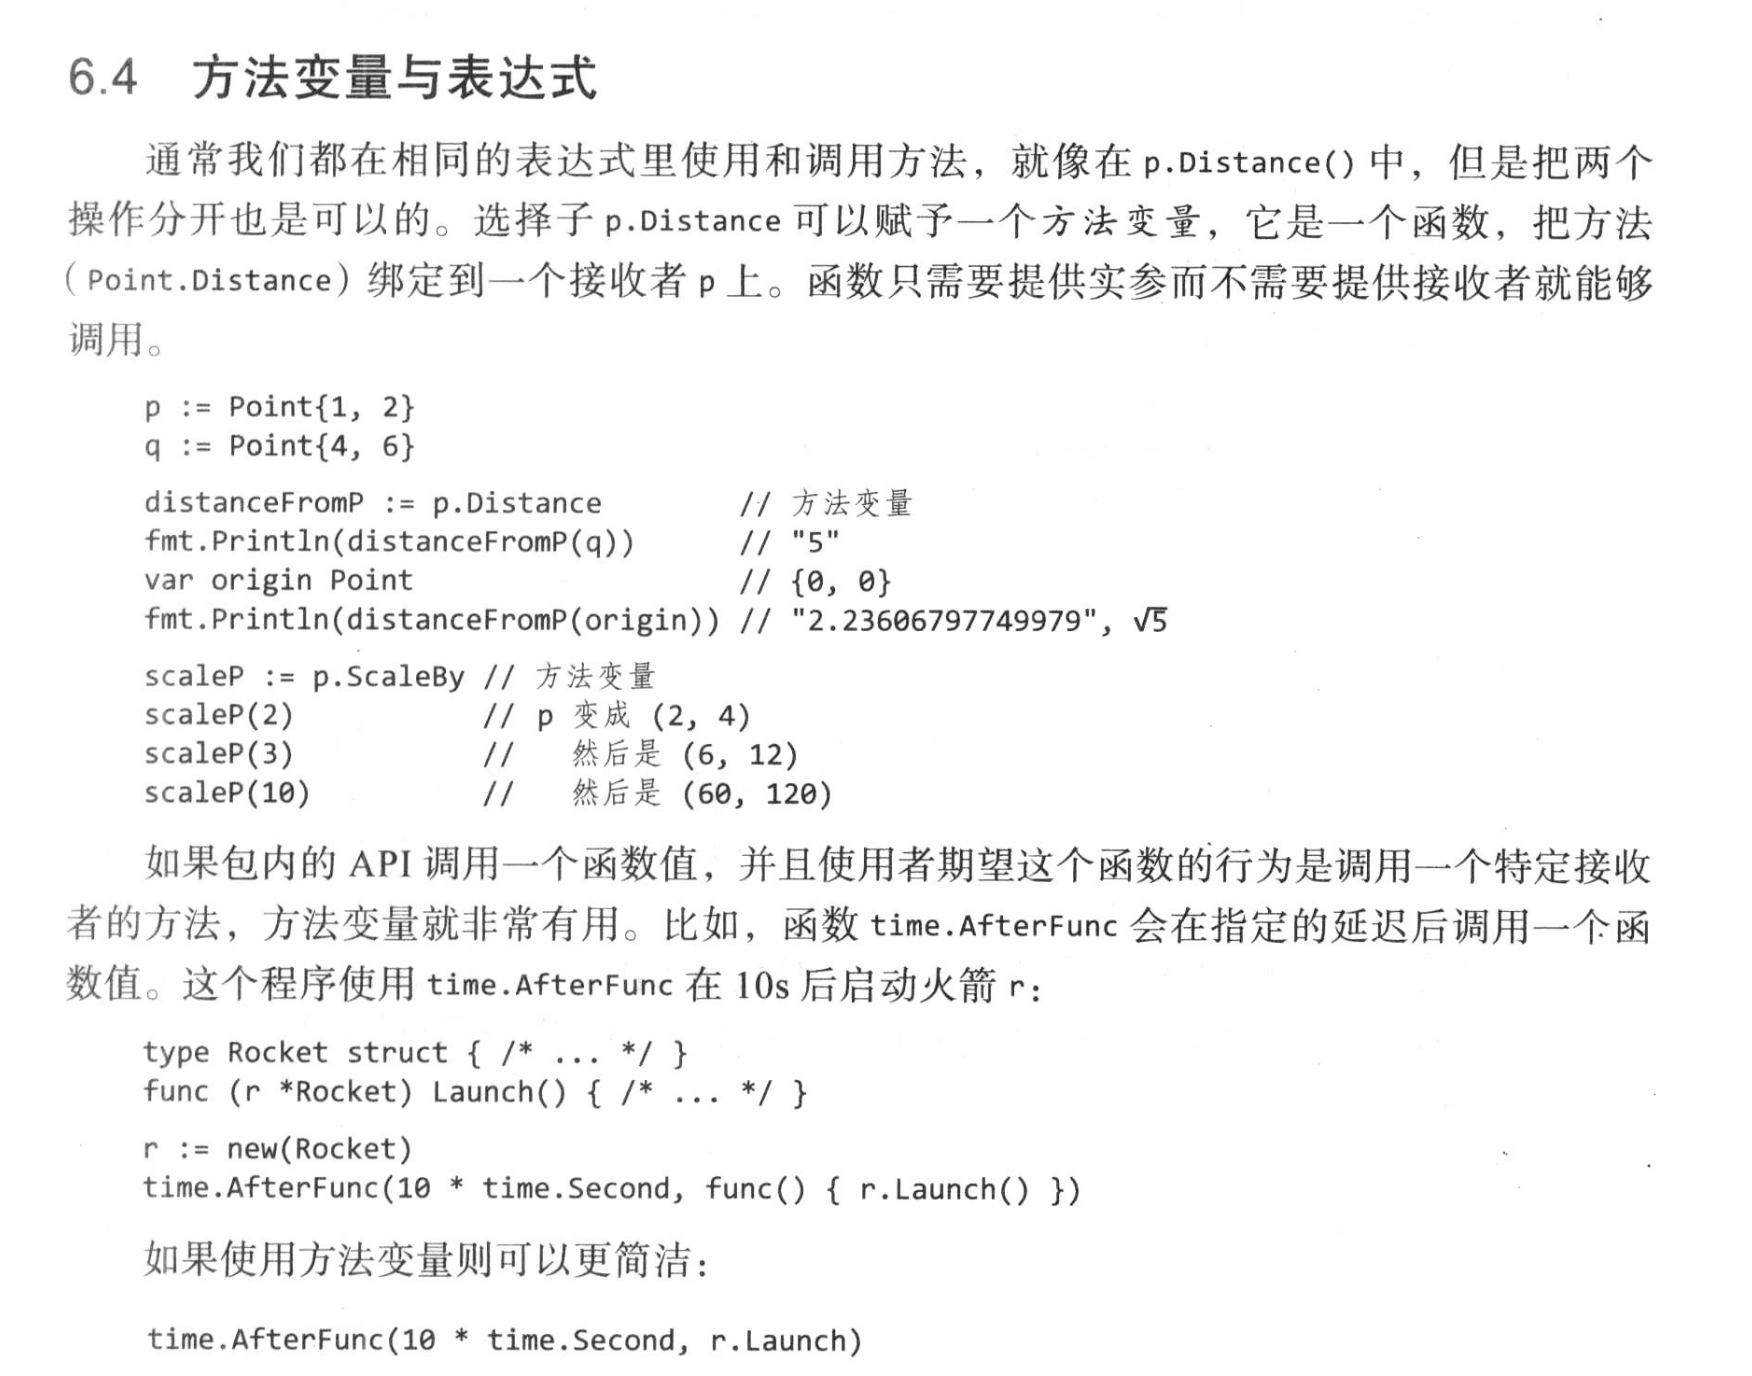 6.4 方法变量与表达式
通常我们都在相同的表达式里使用和调用方法，就像在 p.Distance() 中，但是把两个
操作分开也是可以的。选择子 p.Distance 可以赋予一个方法变量，它是一个函数，把方法
（Point.Distance）绑定到一个接收者 p 上。函数只需要提供实参而不需要提供接收者就能够
调用。
p := Point{1, 2}
q := Point{4, 6}
distanceFromP := p.Distance // 方法变量
fmt.Println(distanceFromP(q)) // "5"
var origin Point // {0, 0}
fmt.Println(distanceFromP(origin)) // "2.23606797749979", √5
scaleP := p.ScaleBy // 方法变量
scaleP(2) // p 变成 (2, 4)
scaleP(3) // 然后是 (6, 12)
scaleP(10) // 然后是 (60, 120)
如果包内的 API 调用一个函数值，并且使用者期望这个函数的行为是调用一个特定接收
者的方法，方法变量就非常有用。比如，函数 time.AfterFunc 会在指定的延迟后调用一个函
数值。这个程序使用 time.AfterFunc 在 10s 后启动火箭 r：
type Rocket struct { /* ... */ }
func (r *Rocket) Launch() { /* ... */ }
r := new(Rocket)
time.AfterFunc(10 * time.Second, func() { r.Launch() })
如果使用方法变量则可以更简洁：
time.AfterFunc(10 * time.Second, r.Launch)